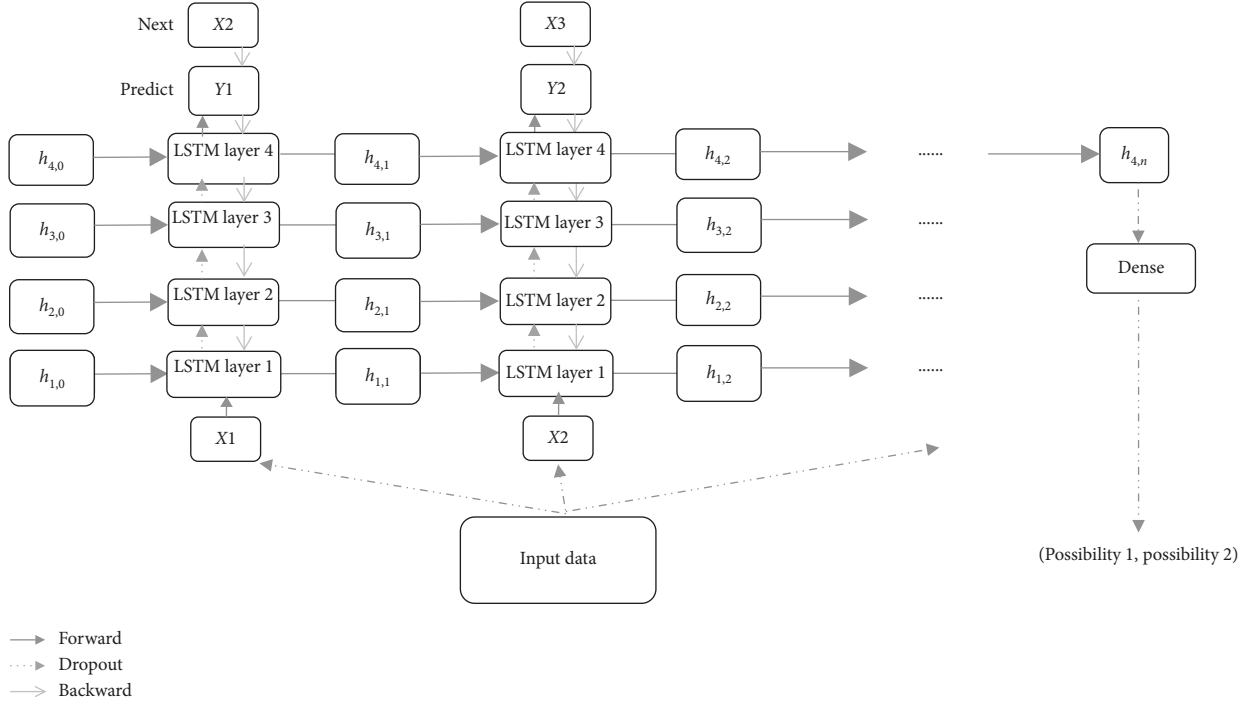 Next
X2
X3
Predict
Y1
Y2
h4,0
LSTM layer 4
h4,1
LSTM layer 4
h4,2
......
h4,n
h3,0
LSTM layer 3
h3,1
LSTM layer 3
h3,2
......
Dense
h2,0
LSTM layer 2
h2,1
LSTM layer 2
h2,2
......
h1,0
LSTM layer 1
h1,1
LSTM layer 1
h1,2
......
X1
X2
Input data
(Possibility 1, possibility 2)
Forward
Dropout
Backward